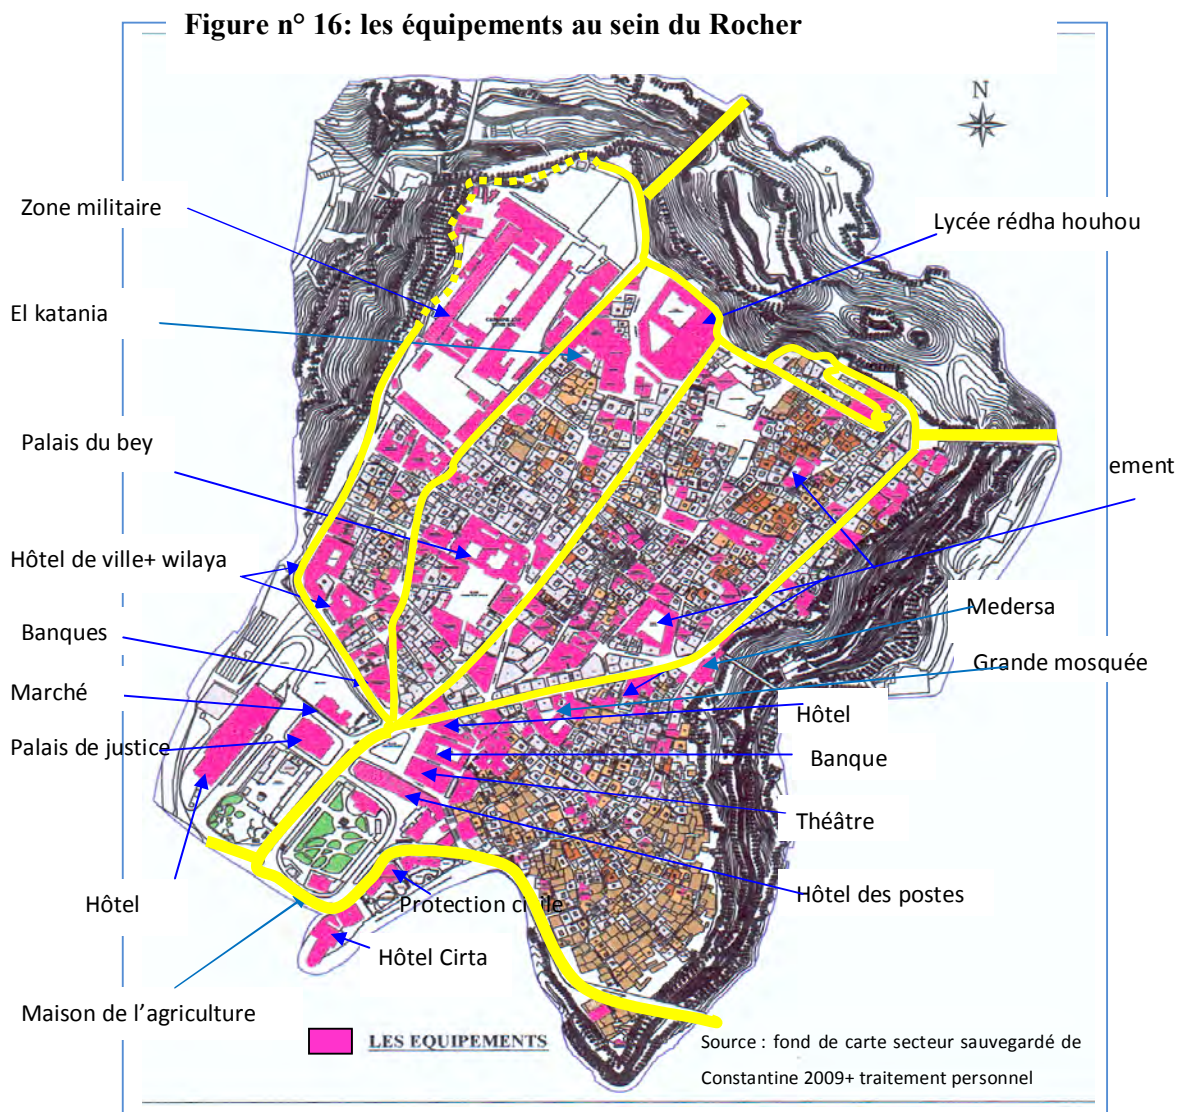 Figure n° 16: les équipements au sein du Rocher
N
Zone militaire
Lycée rédha houhou
El katania
Palais du bey
ement
Hôtel de ville+ wilaya
Medersa
Banques
Grande mosquée
Marché
Hôtel
Palais de justice
Banque
Théâtre
Hôtel des postes
Hôtel
Protection civile
Hôtel Cirta
Maison de l’agriculture
LES EQUIPEMENTS
Source : fond de carte secteur sauvegardé de
Constantine 2009+ traitement personnel